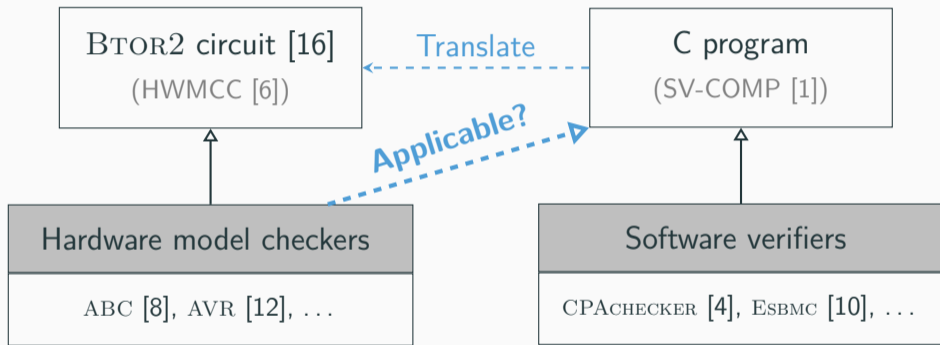 BTOR2 circuit [16]
(HWMCC [6])
Translate
C program
(SV-COMP [1])
Applicable?
Hardware model checkers
ABC [8], AVR [12], ...
Software verifiers
CPACHECKER [4], ESBMC [10], ...